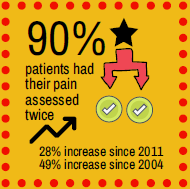 90%
patients had
their pain
assessed
twice
28% increase since 2011
49% increase since 2004